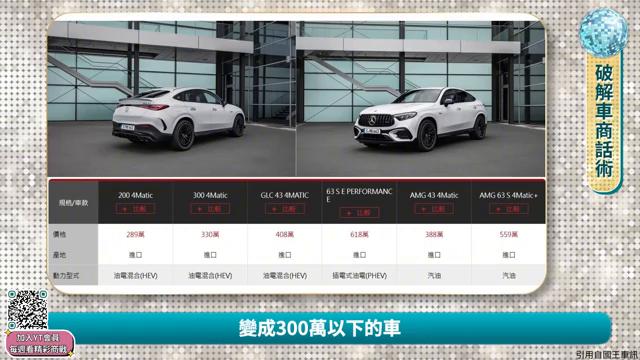 破解車商話術
規格/車款
200 4Matic
＋ 比較
300 4Matic
＋ 比較
GLC 43 4MATIC
＋ 比較
63 S E PERFORMANC
E
＋ 比較
AMG 43 4Matic
＋ 比較
AMG 63 S 4Matic+
＋ 比較
價格 289萬 330萬 408萬 618萬 388萬 559萬
產地 進口 進口 進口 進口 進口 進口
動力型式 油電混合(HEV) 油電混合(HEV) 油電混合(HEV) 插電式油電(PHEV) 汽油 汽油
變成300萬以下的車
加入YT會員
每週看精彩商戰
引用自國王車訊